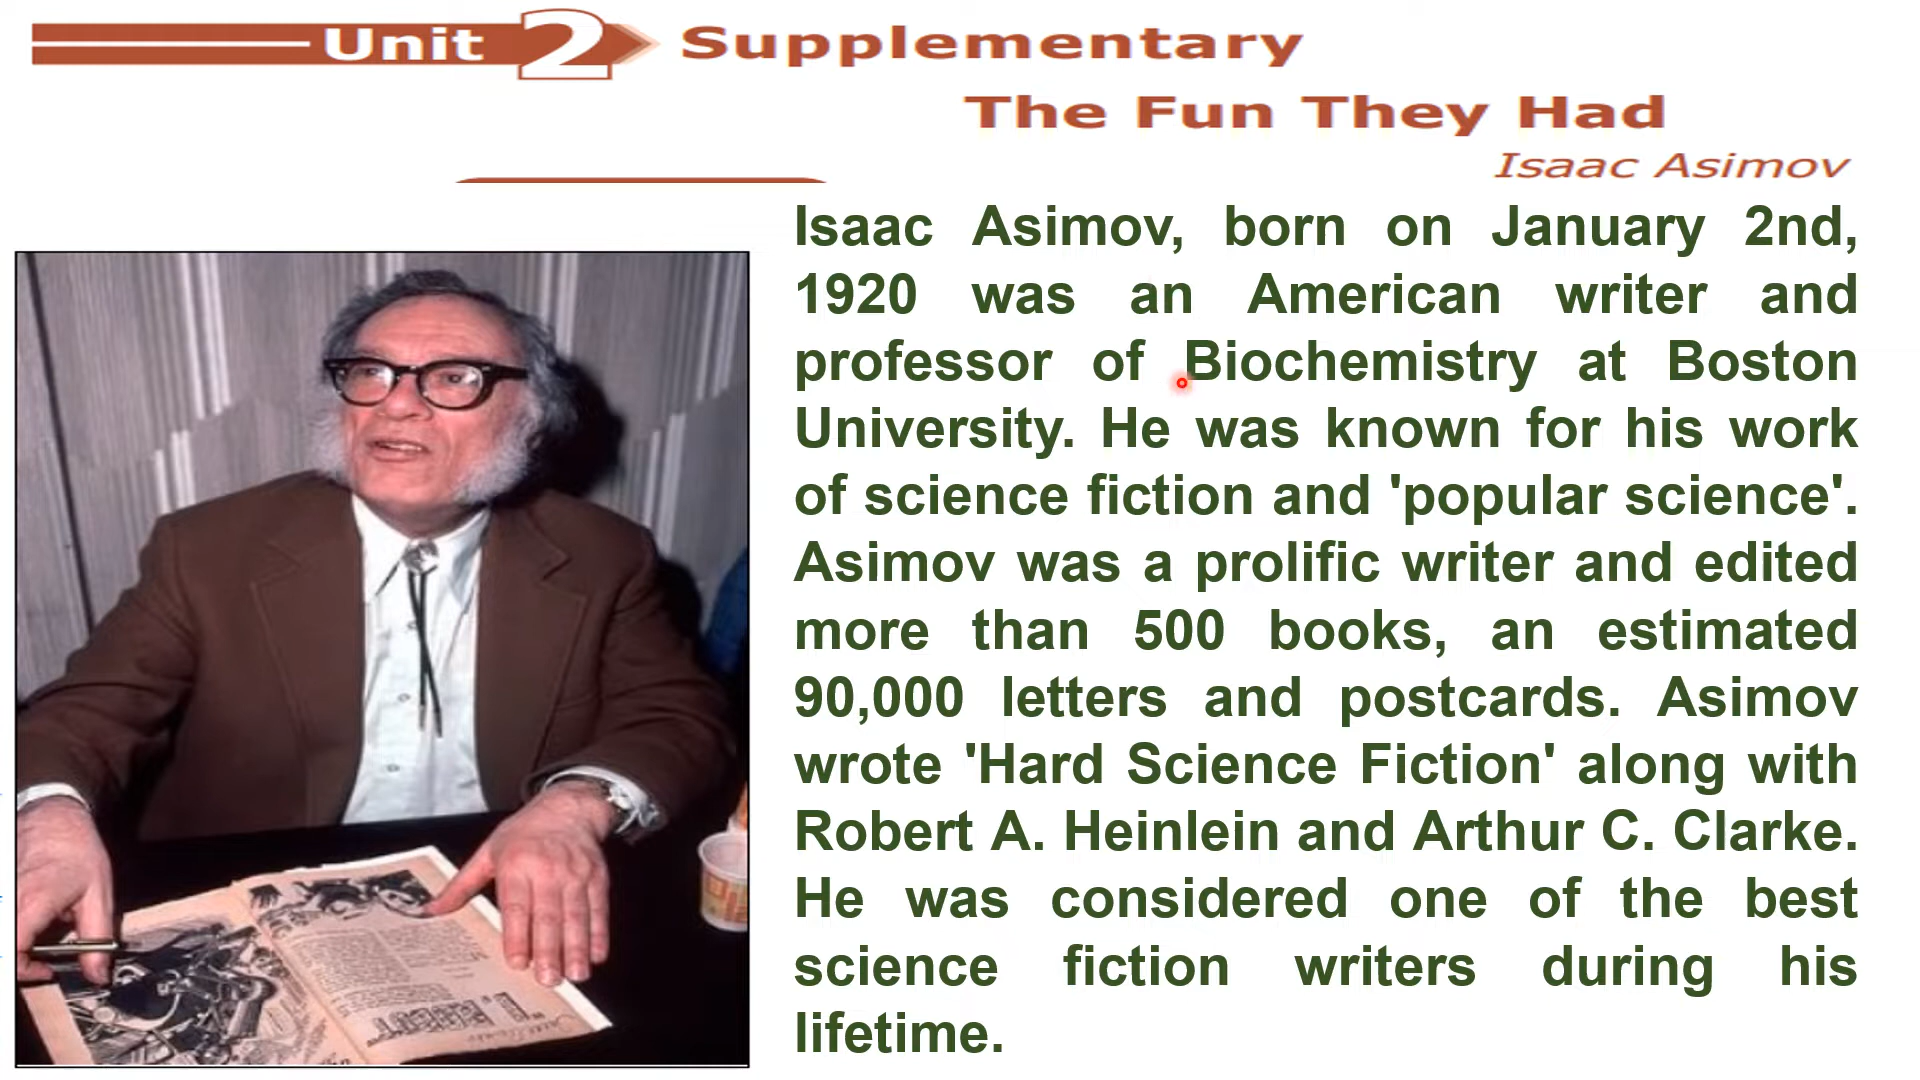 Unit 2 Supplementary
The Fun They Had
Isaac Asimov
Isaac Asimov, born on January 2nd,
1920 was an American writer and
professor of Biochemistry at Boston
University. He was known for his work
of science fiction and 'popular science'.
Asimov was a prolific writer and edited
more than 500 books, an estimated
90,000 letters and postcards. Asimov
wrote 'Hard Science Fiction' along with
Robert A. Heinlein and Arthur C. Clarke.
He was considered one of the best
science fiction writers during his
lifetime.